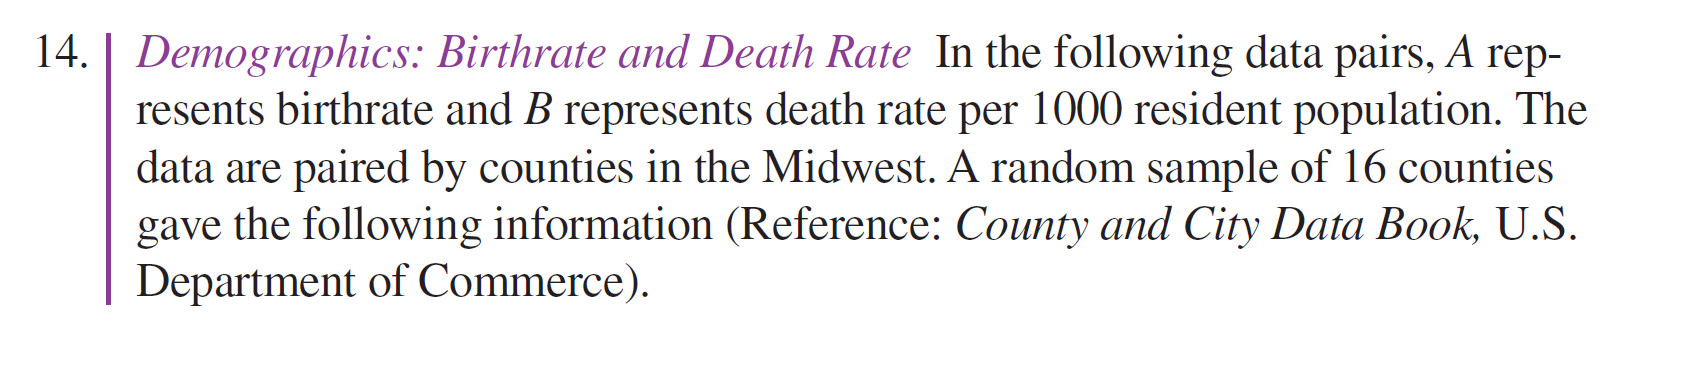 14. Demographics: Birthrate and Death Rate In the following data pairs, A rep-
resents birthrate and B represents death rate per 1000 resident population. The
data are paired by counties in the Midwest. A random sample of 16 counties
gave the following information (Reference: County and City Data Book, U.S.
Department of Commerce).